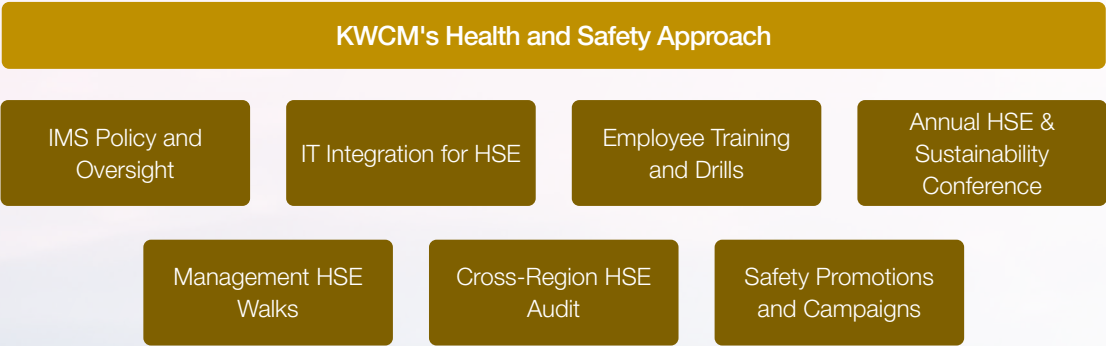 KWCM's Health and Safety Approach
IMS Policy and
Oversight
IT Integration for HSE
Employee Training
and Drills
Annual HSE &
Sustainability
Conference
Management HSE
Walks
Cross-Region HSE
Audit
Safety Promotions
and Campaigns